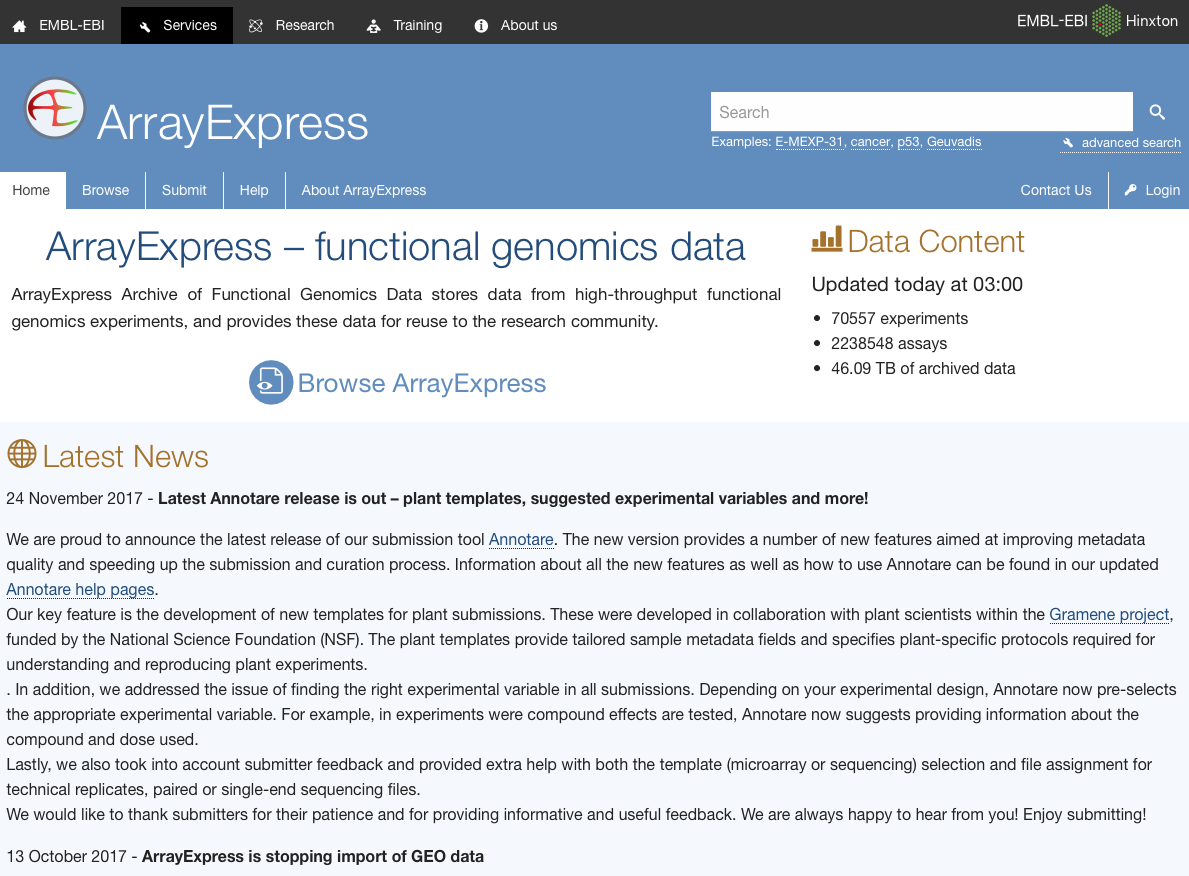 EMBL-EBI Services Research Training About us EMBL-EBI Hinxton
ArrayExpress
Search
Examples: E-MEXP-31, cancer, p53, Geuvadis advanced search
Home Browse Submit Help About ArrayExpress Contact Us Login
ArrayExpress – functional genomics data
ArrayExpress Archive of Functional Genomics Data stores data from high-throughput functional
genomics experiments, and provides these data for reuse to the research community.
Browse ArrayExpress
Data Content
Updated today at 03:00
70557 experiments
2238548 assays
46.09 TB of archived data
Latest News
24 November 2017 - Latest Annotare release is out – plant templates, suggested experimental variables and more!
We are proud to announce the latest release of our submission tool Annotare. The new version provides a number of new features aimed at improving metadata
quality and speeding up the submission and curation process. Information about all the new features as well as how to use Annotare can be found in our updated
Annotare help pages.
Our key feature is the development of new templates for plant submissions. These were developed in collaboration with plant scientists within the Gramene project,
funded by the National Science Foundation (NSF). The plant templates provide tailored sample metadata fields and specifies plant-specific protocols required for
understanding and reproducing plant experiments.
. In addition, we addressed the issue of finding the right experimental variable in all submissions. Depending on your experimental design, Annotare now pre-selects
the appropriate experimental variable. For example, in experiments were compound effects are tested, Annotare now suggests providing information about the
compound and dose used.
Lastly, we also took into account submitter feedback and provided extra help with both the template (microarray or sequencing) selection and file assignment for
technical replicates, paired or single-end sequencing files.
We would like to thank submitters for their patience and for providing informative and useful feedback. We are always happy to hear from you! Enjoy submitting!
13 October 2017 - ArrayExpress is stopping import of GEO data